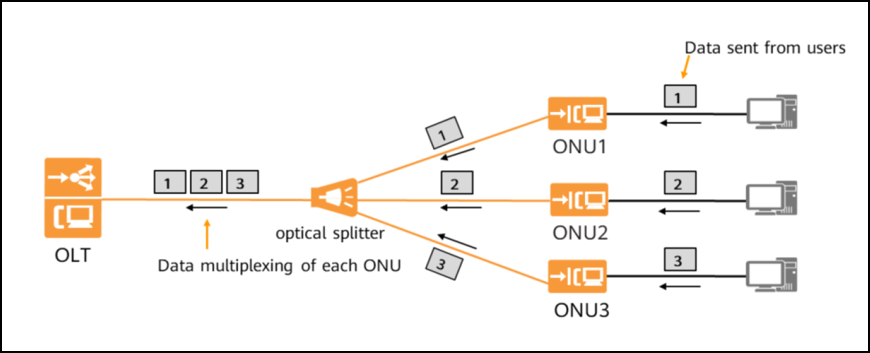 Data sent from users
1
ONU1
1
1 2 3
2
2
optical splitter
ONU2
OLT
Data multiplexing of each ONU
3
3
ONU3